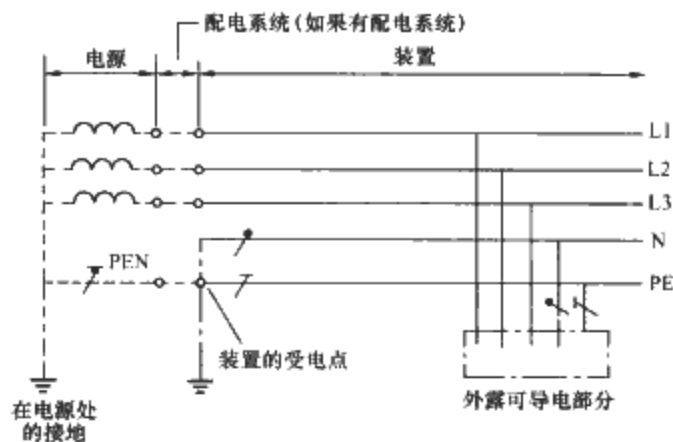 配电系统(如果有配电系统)
电源
装置
L1
L2
L3
N
PEN
PE
装置的受电点
外露可导电部分
在电源处
的接地